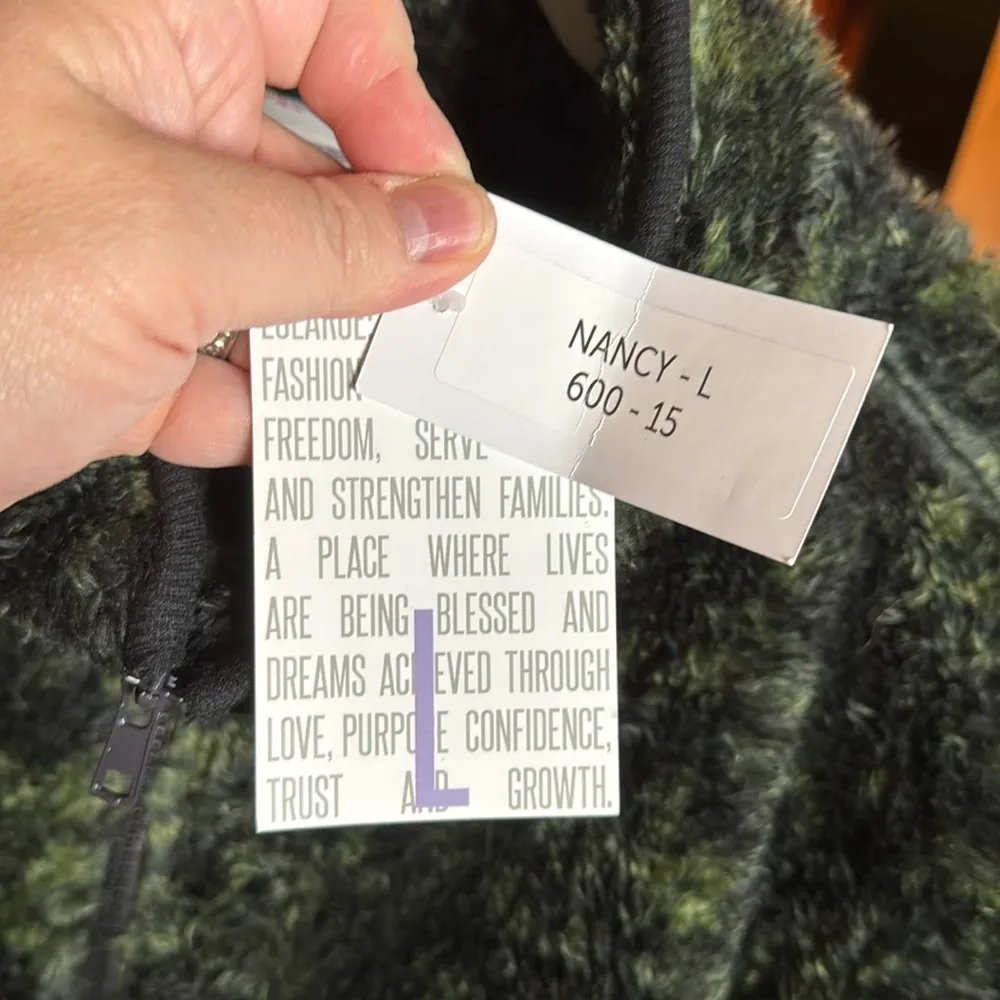 NANCY - L
600 - 15
FASHION
FREEDOM, SERVE
AND STRENGTHEN FAMILIES.
A PLACE WHERE LIVES
ARE BEING BLESSED AND
DREAMS ACHIEVED THROUGH
LOVE, PURPOSE CONFIDENCE,
TRUST AND GROWTH.
L